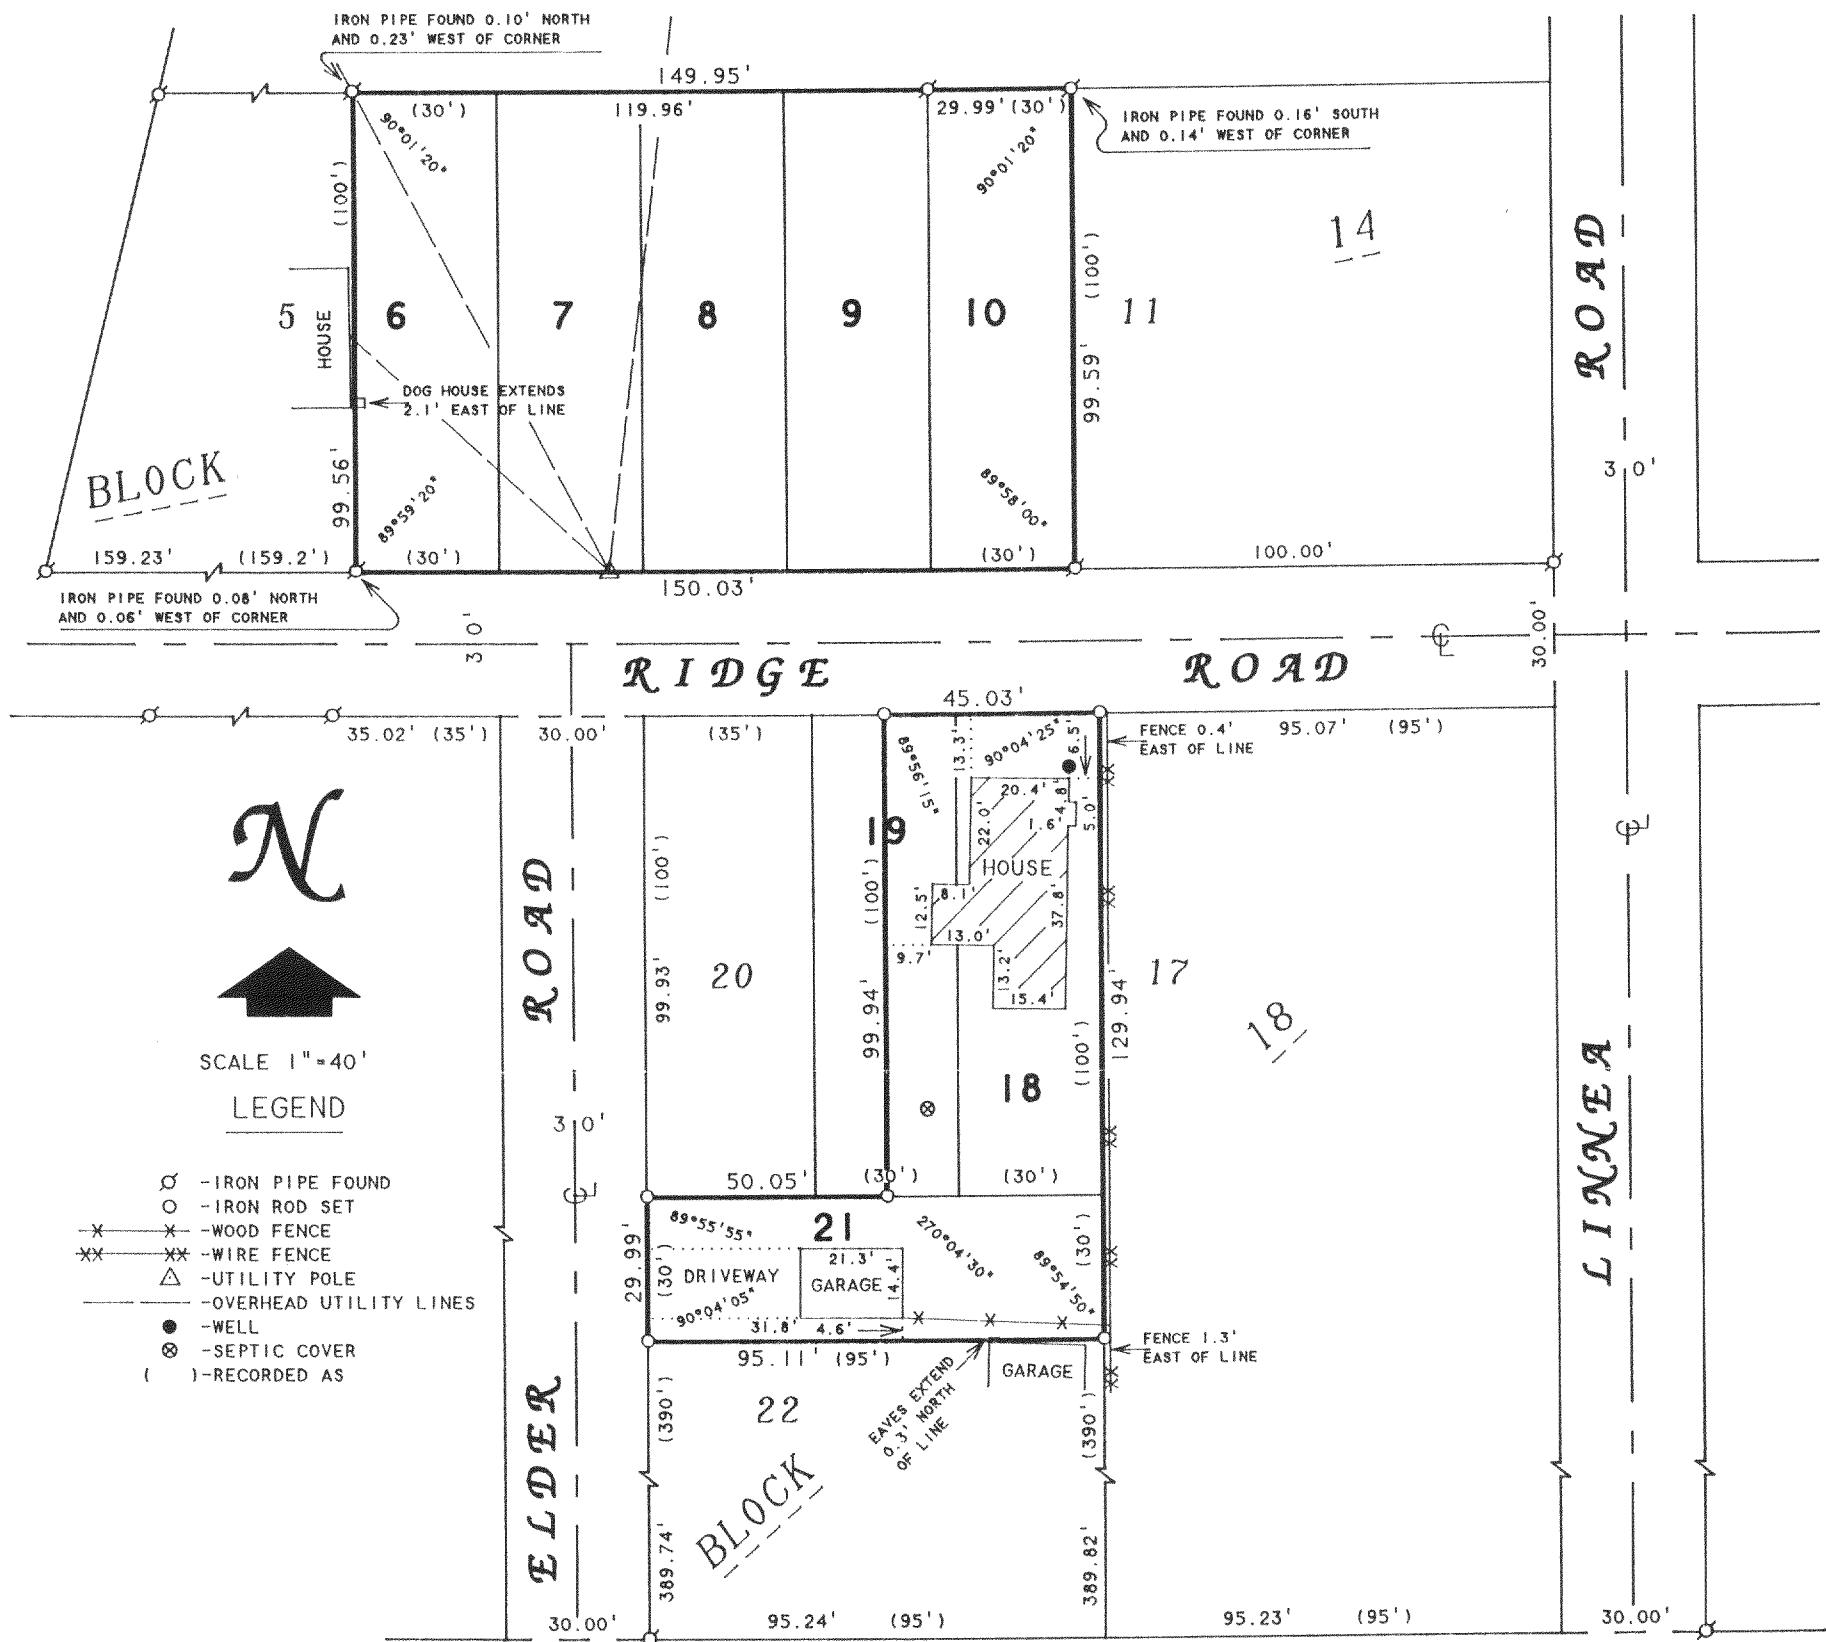 IRON PIPE FOUND 0.10' NORTH
AND 0.23' WEST OF CORNER
149.95'
(30')
119.96'
29.99' (30')
IRON PIPE FOUND 0.16' SOUTH
AND 0.14' WEST OF CORNER
90°01'20"
90°01'20"
(100')
(100')
14
ROAD
5
HOUSE
6
7
8
9
10
11
99.59'
DOG HOUSE EXTENDS
2.1' EAST OF LINE
BLOCK
99.56'
89°59'20"
89°58'00"
30'
159.23'
(159.2')
(30')
(30')
100.00'
150.03'
IRON PIPE FOUND 0.08' NORTH
AND 0.06' WEST OF CORNER
30'
30.00'
℄
RIDGE ROAD
45.03'
35.02' (35')
30.00'
(35')
FENCE 0.4'
EAST OF LINE
95.07' (95')
89°56'15"
13.3'
90°04'25"
6.5'
20.4'
4.8'
5.0'
1.6'
22.0'
19
HOUSE
8.1'
12.5'
37.8'
13.0'
9.7'
13.2'
15.4'
N
℄
ROAD
(100')
(100')
99.93'
20
99.94'
17
129.94'
(100')
18
18
SCALE 1"=40'
LEGEND
30'
℄
50.05'
(30')
(30')
-IRON PIPE FOUND
-IRON ROD SET
-WOOD FENCE
-WIRE FENCE
-UTILITY POLE
-OVERHEAD UTILITY LINES
-WELL
-SEPTIC COVER
( )-RECORDED AS
LINNEA
89°55'55"
21
270°04'30"
(30')
29.99'
(30')
DRIVEWAY
21.3'
GARAGE
14.4'
89°54'50"
90°04'05"
31.8'
4.6'
95.11' (95')
FENCE 1.3'
EAST OF LINE
GARAGE
EAVES EXTEND
0.3' NORTH
OF LINE
(390')
22
(390')
ELDER
BLOCK
389.74'
389.82'
30.00'
95.24' (95')
95.23' (95')
30.00'